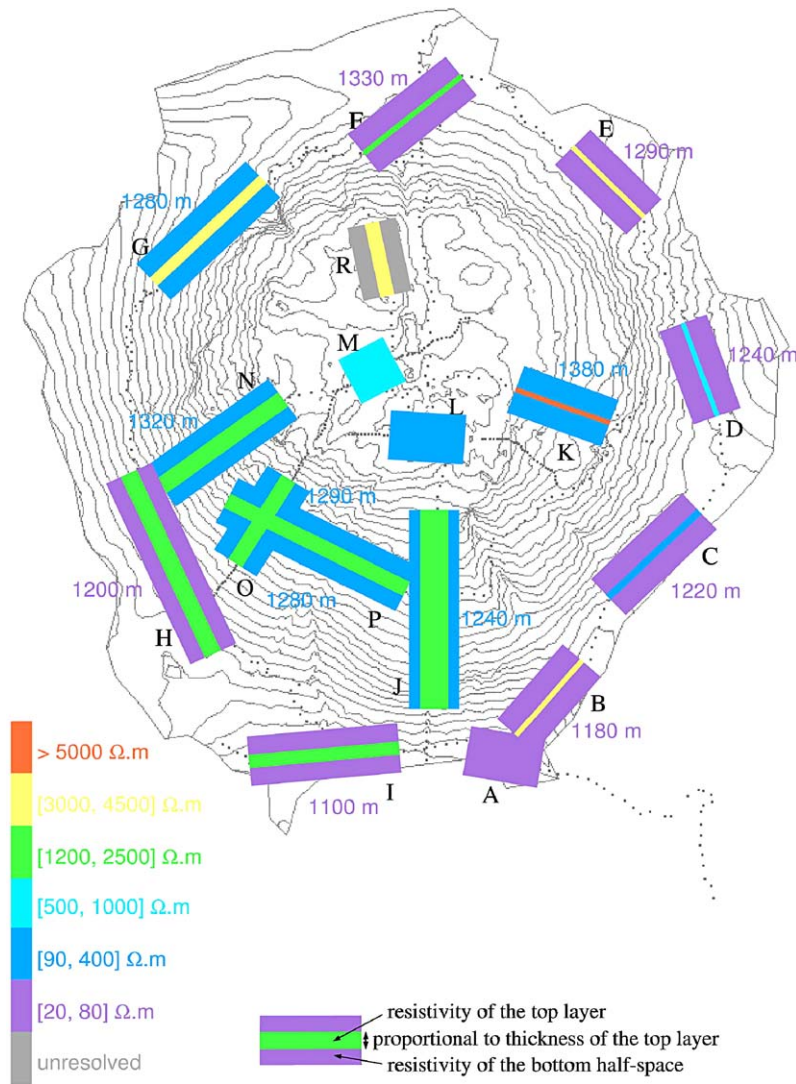 1330 m
F
E
1290 m
1280 m
G
R
M
1240 m
N
1380 m
L
D
1320 m
K
1290 m
C
1200 m
O
1280 m
1220 m
P
1240 m
H
J
B
1180 m
I
A
1100 m
> 5000 Ω.m
[3000, 4500] Ω.m
[1200, 2500] Ω.m
[500, 1000] Ω.m
[90, 400] Ω.m
[20, 80] Ω.m
unresolved
resistivity of the top layer
proportional to thickness of the top layer
resistivity of the bottom half-space